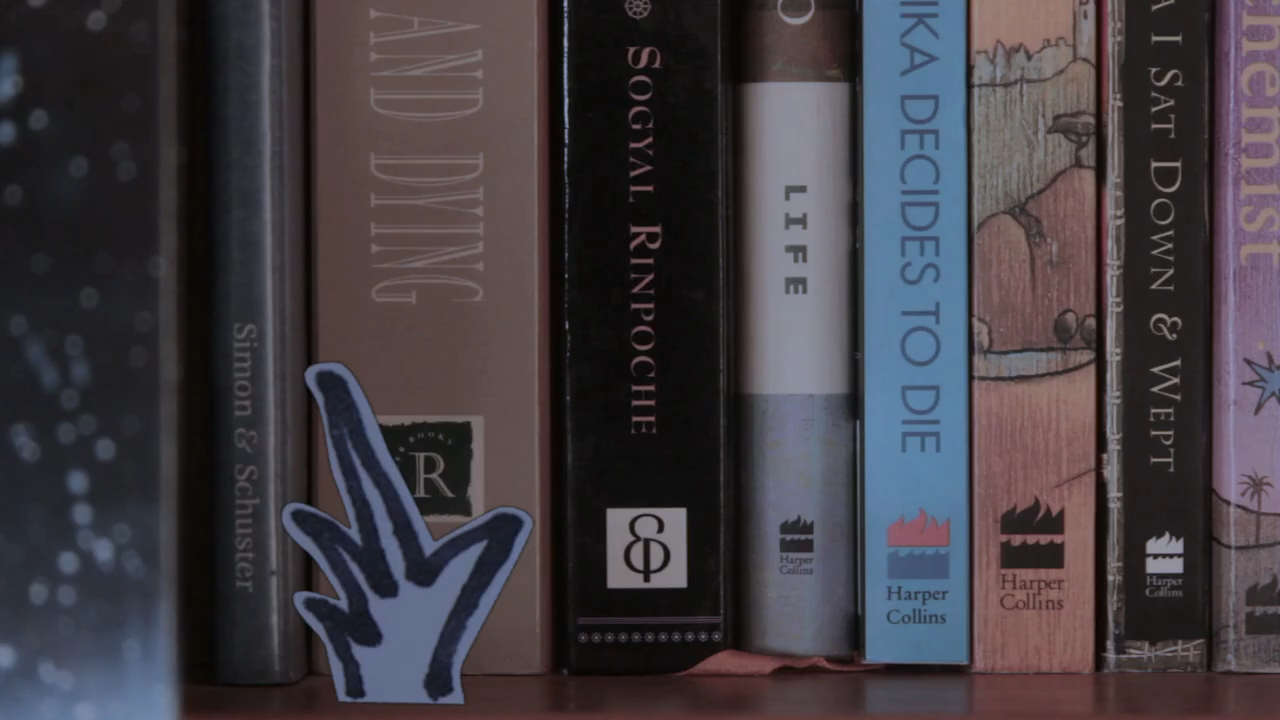 Simon & Schuster
AND DYING
BOOKS
R
SOGYAL RINPOCHE
LIFE
Harper
Collins
IKA DECIDES TO DIE
Harper
Collins
Harper
Collins
A I SAT DOWN & WEPT
Harper
Collins
hemist